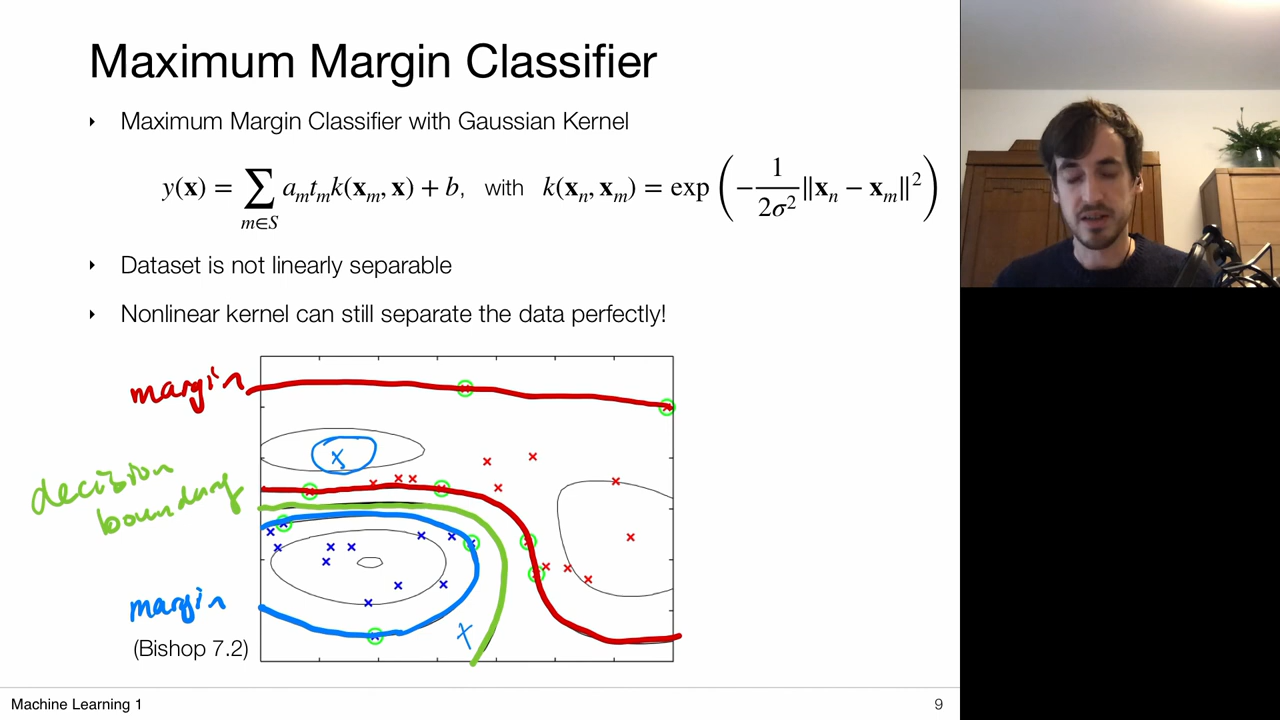 Maximum Margin Classifier
‣ Maximum Margin Classifier with Gaussian Kernel
y(𝐱) = ∑_{m∈S} a_m t_m k(𝐱_m, 𝐱) + b, with k(𝐱_n, 𝐱_m) = exp(−1/(2σ²) ‖𝐱_n − 𝐱_m‖²)
‣ Dataset is not linearly separable
‣ Nonlinear kernel can still separate the data perfectly!
margin
decision
boundary
margin
(Bishop 7.2)
Machine Learning 1
9